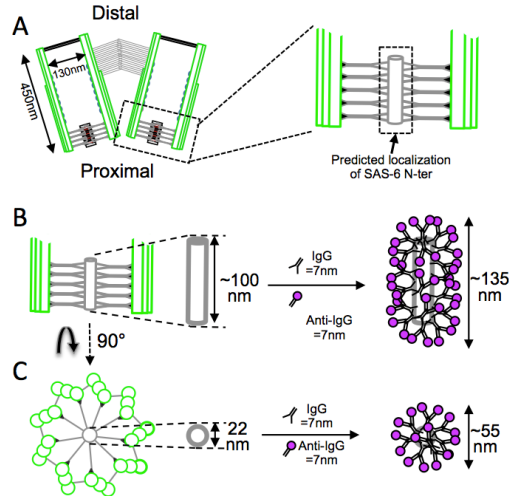 A
Distal
130nm
450nm
Proximal
Predicted localization
of SAS-6 N-ter
B
~100
nm
IgG
=7nm
Anti-IgG
=7nm
~135
nm
90°
C
22
nm
IgG
=7nm
Anti-IgG
=7nm
~55
nm